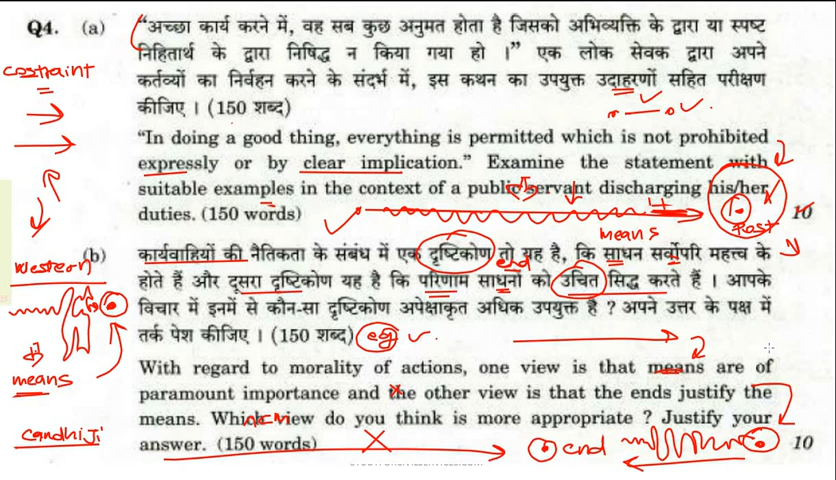 Q4. (a) "अच्छा कार्य करने में, वह सब कुछ अनुमत होता है जिसको अभिव्यक्ति के द्वारा या स्पष्ट
निहितार्थ के द्वारा निषिद्ध न किया गया हो ।" एक लोक सेवक द्वारा अपने
costraint
कर्तव्यों का निर्वहन करने के संदर्भ में, इस कथन का उपयुक्त उदाहरणों सहित परीक्षण
कीजिए । (150 शब्द)
"In doing a good thing, everything is permitted which is not prohibited
expressly or by clear implication." Examine the statement with
suitable examples in the context of a public servant discharging his/her
duties. (150 words) 10
means
Post
(b) कार्यवाहियों की नैतिकता के संबंध में एक दृष्टिकोण तो यह है, कि साधन सर्वोपरि महत्त्व के
western
end
होते हैं और दूसरा दृष्टिकोण यह है कि परिणाम साधनों को उचित सिद्ध करते हैं । आपके
विचार में इनमें से कौन-सा दृष्टिकोण अपेक्षाकृत अधिक उपयुक्त है ? अपने उत्तर के पक्ष में
तर्क पेश कीजिए । (150 शब्द) eg
With regard to morality of actions, one view is that means are of
means
paramount importance and the other view is that the ends justify the
means. Which view do you think is more appropriate ? Justify your
Gandhiji
answer. (150 words) end 10